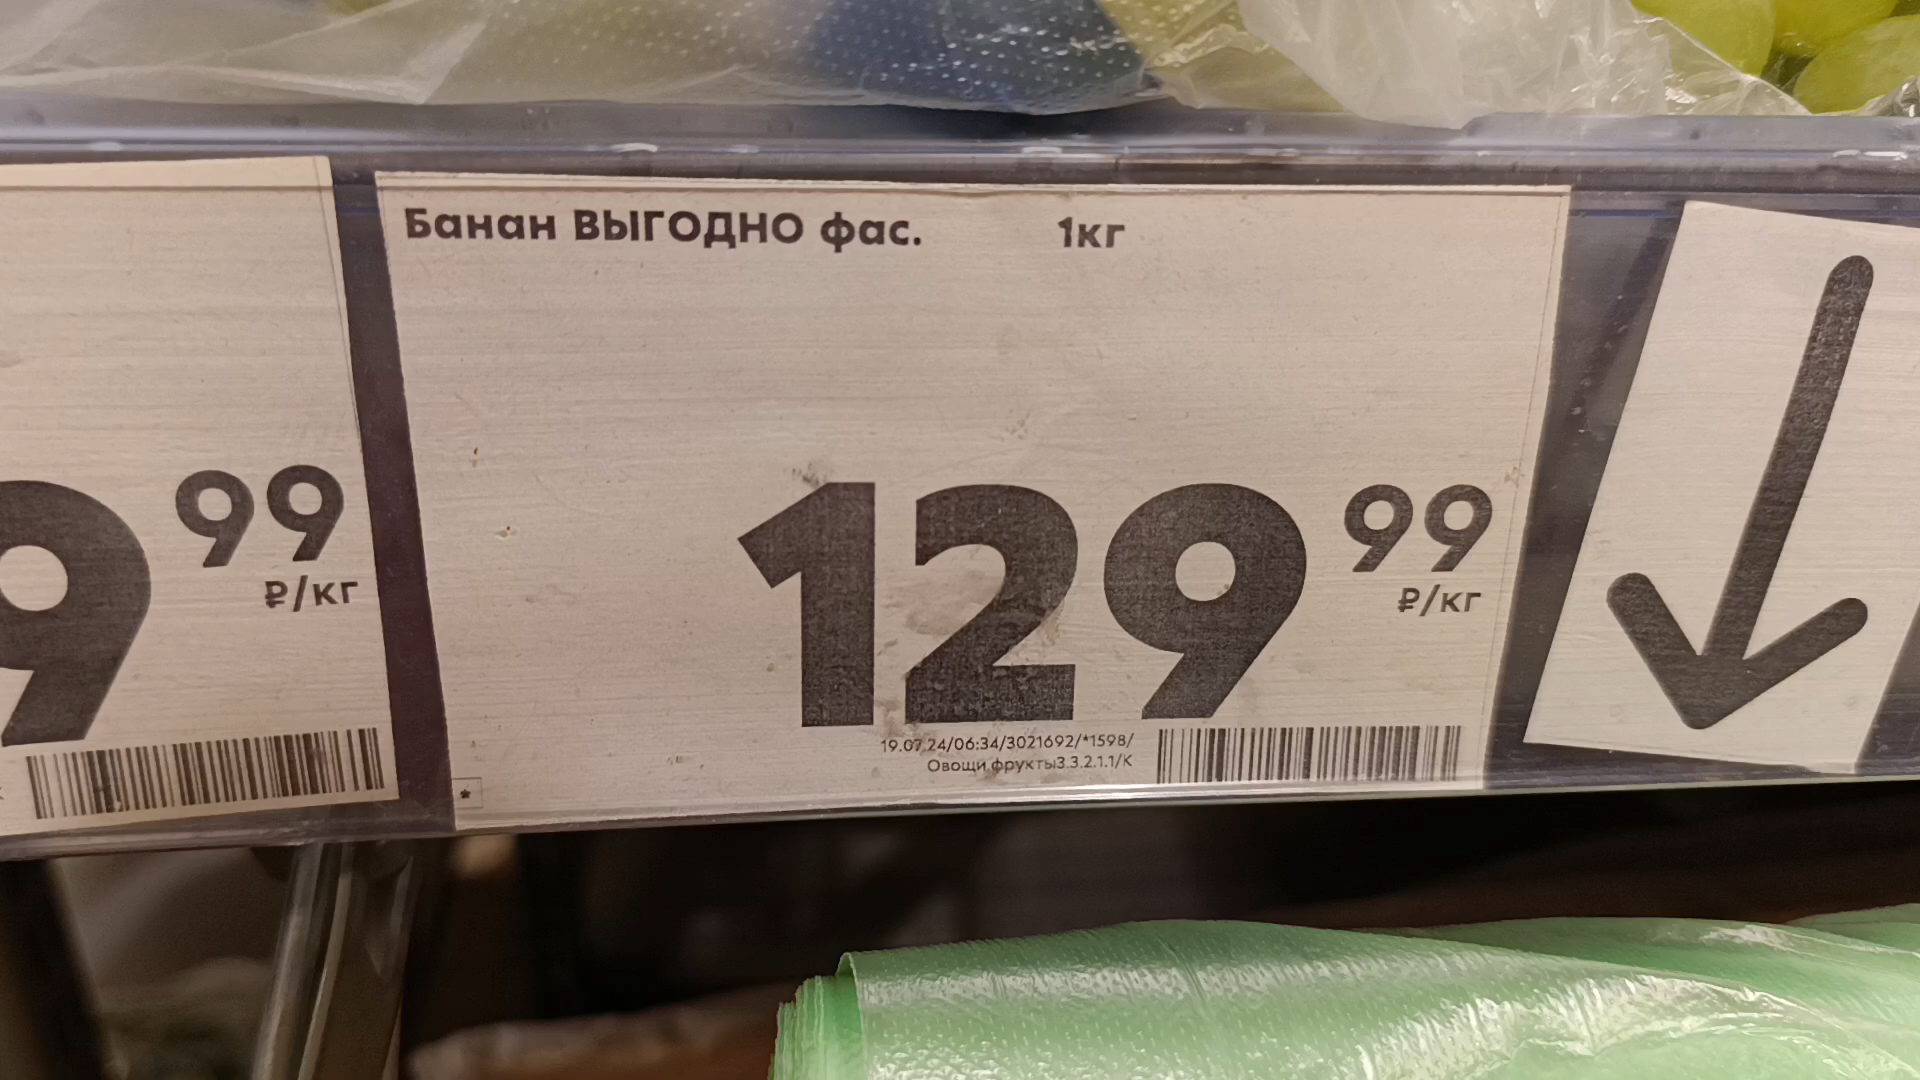 Банан ВЫГОДНО фас. 1кг
9 99
₽/кг
129 99
₽/кг
19.07.24/06:34/3021692/*1598/
Овощи,фрукты3.3.2.1.1/К
*